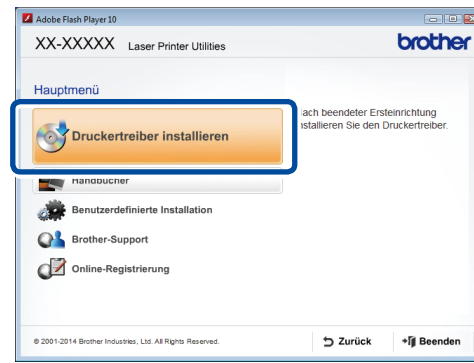 Adobe Flash Player 10
XX-XXXXX Laser Printer Utilities
brother
Hauptmenü
Druckertreiber installieren
ach beendeter Ersteinrichtung
nstallieren Sie den Druckertreiber.
Handbücher
Benutzerdefinierte Installation
Brother-Support
Online-Registrierung
© 2001-2014 Brother Industries, Ltd. All Rights Reserved.
Zurück
Beenden